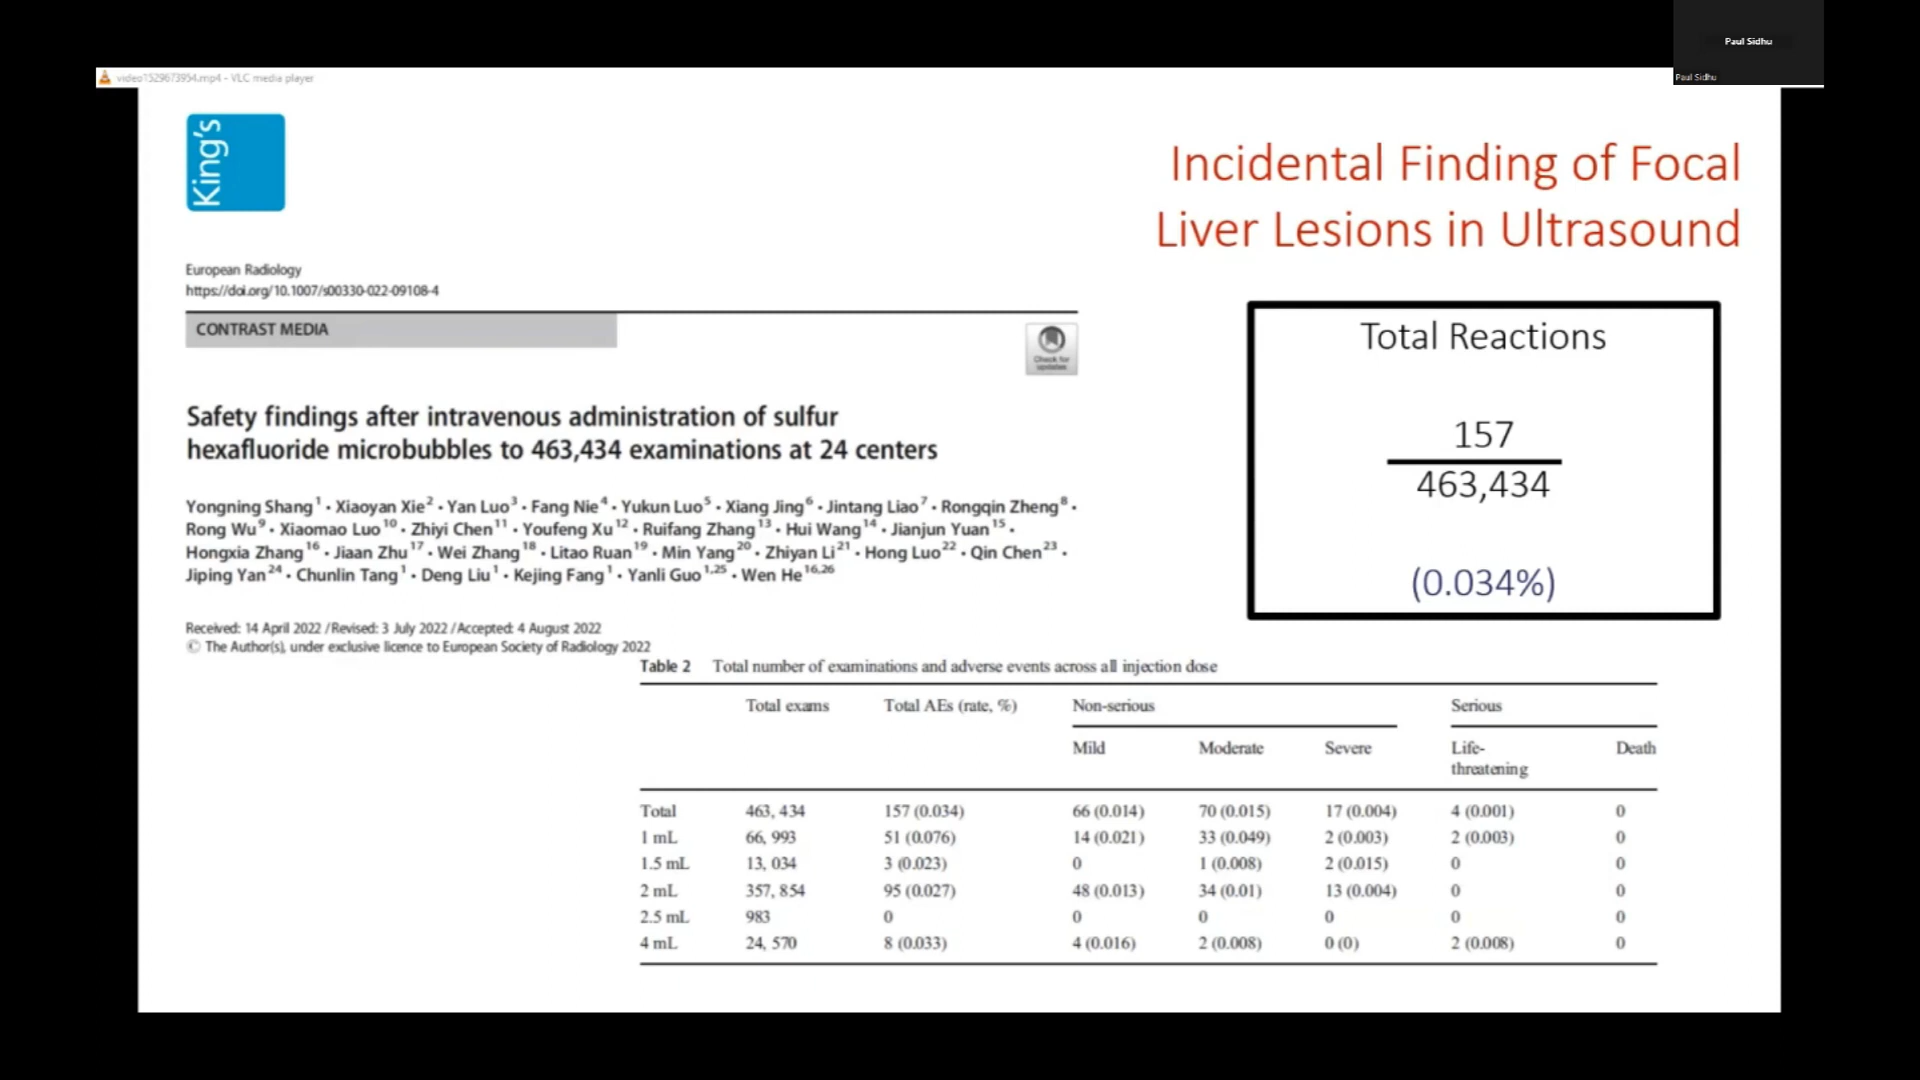 Paul Sidhu
Paul Sidhu
video1529673954.mp4 - VLC media player
King's
Incidental Finding of Focal
Liver Lesions in Ultrasound
European Radiology
https://doi.org/10.1007/s00330-022-09108-4
CONTRAST MEDIA
Check for
updates
Safety findings after intravenous administration of sulfur
hexafluoride microbubbles to 463,434 examinations at 24 centers
Yongning Shang1 · Xiaoyan Xie2 · Yan Luo3 · Fang Nie4 · Yukun Luo5 · Xiang Jing6 · Jintang Liao7 · Rongqin Zheng8 ·
Rong Wu9 · Xiaomao Luo10 · Zhiyi Chen11 · Youfeng Xu12 · Ruifang Zhang13 · Hui Wang14 · Jianjun Yuan15 ·
Hongxia Zhang16 · Jiaan Zhu17 · Wei Zhang18 · Litao Ruan19 · Min Yang20 · Zhiyan Li21 · Hong Luo22 · Qin Chen23 ·
Jiping Yan24 · Chunlin Tang1 · Deng Liu1 · Kejing Fang1 · Yanli Guo1,25 · Wen He16,26
Received: 14 April 2022 /Revised: 3 July 2022 /Accepted: 4 August 2022
© The Author(s), under exclusive licence to European Society of Radiology 2022
Total Reactions
157
463,434
(0.034%)
Table 2 Total number of examinations and adverse events across all injection dose
Total exams Total AEs (rate, %) Non-serious Serious
Mild Moderate Severe Life-threatening Death
Total 463, 434 157 (0.034) 66 (0.014) 70 (0.015) 17 (0.004) 4 (0.001) 0
1 mL 66, 993 51 (0.076) 14 (0.021) 33 (0.049) 2 (0.003) 2 (0.003) 0
1.5 mL 13, 034 3 (0.023) 0 1 (0.008) 2 (0.015) 0 0
2 mL 357, 854 95 (0.027) 48 (0.013) 34 (0.01) 13 (0.004) 0 0
2.5 mL 983 0 0 0 0 0 0
4 mL 24, 570 8 (0.033) 4 (0.016) 2 (0.008) 0 (0) 2 (0.008) 0